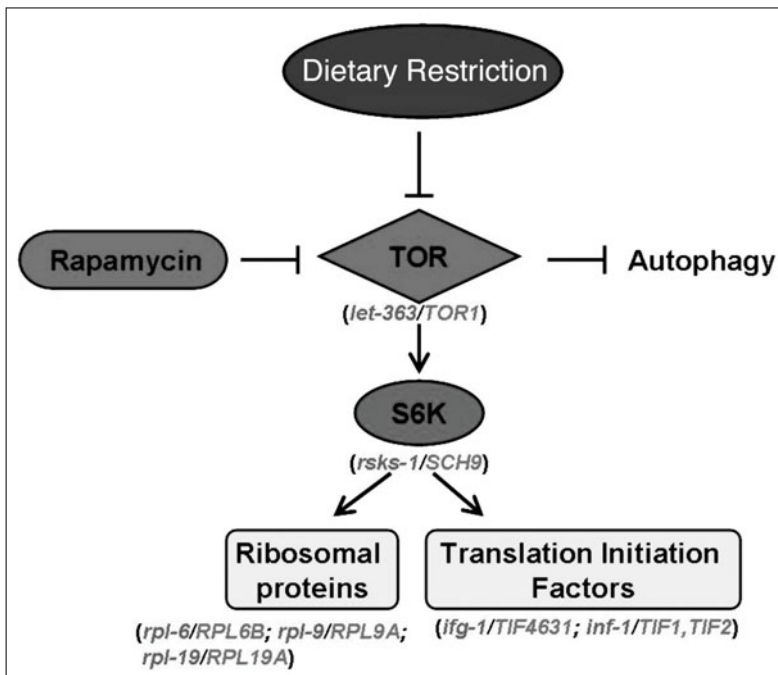 Dietary Restriction
Rapamycin
TOR
Autophagy
(let-363/TOR1)
S6K
(rsks-1/SCH9)
Ribosomal
proteins
Translation Initiation
Factors
(rpl-6/RPL6B; rpl-9/RPL9A;
rpl-19/RPL19A)
(ifg-1/TIF4631; inf-1/TIF1,TIF2)